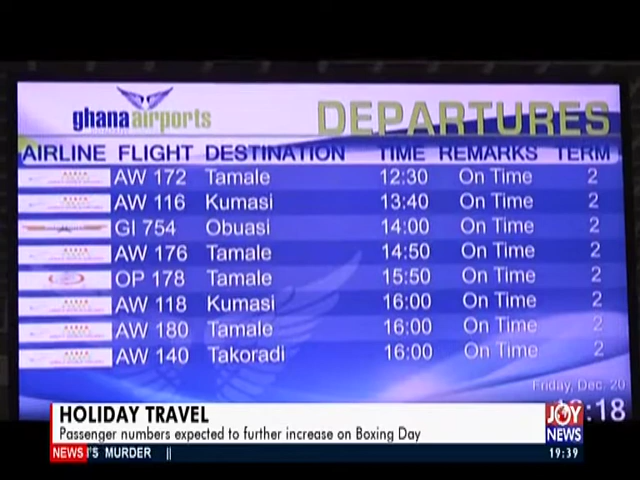 ghanaairports
DEPARTURES
AIRLINE FLIGHT DESTINATION TIME REMARKS TERM
AW 172 Tamale 12:30 On Time 2
AW 116 Kumasi 13:40 On Time 2
GI 754 Obuasi 14:00 On Time 2
AW 176 Tamale 14:50 On Time 2
OP 178 Tamale 15:50 On Time 2
AW 118 Kumasi 16:00 On Time 2
AW 180 Tamale 16:00 On Time 2
AW 140 Takoradi 16:00 On Time 2
Friday, Dec. 20
:18
HOLIDAY TRAVEL
Passenger numbers expected to further increase on Boxing Day
JOY
NEWS
NEWS 'S MURDER ||
19:39